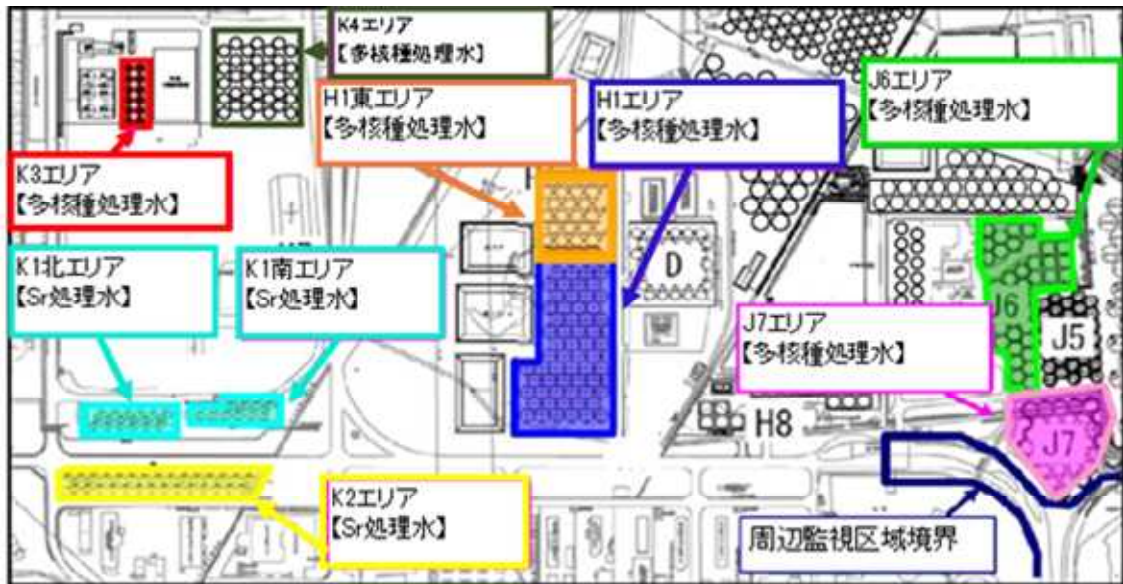 K4エリア
【多核種処理水】
H1東エリア
【多核種処理水】
H1エリア
【多核種処理水】
J6エリア
【多核種処理水】
K3エリア
【多核種処理水】
K1北エリア
【Sr処理水】
K1南エリア
【Sr処理水】
D
J6
J5
J7エリア
【多核種処理水】
H8
J7
K2エリア
【Sr処理水】
周辺監視区域境界